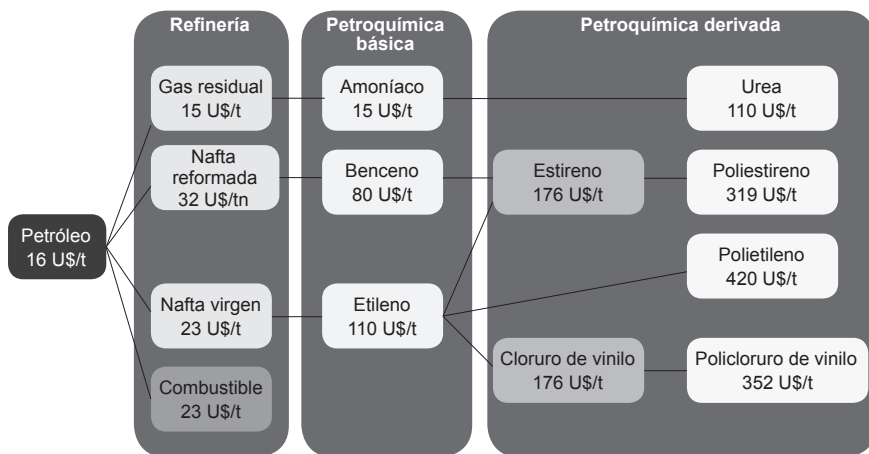 Refinería
Petroquímica
básica
Petroquímica derivada
Gas residual
15 U$/t
Amoníaco
15 U$/t
Urea
110 U$/t
Nafta
reformada
32 U$/tn
Benceno
80 U$/t
Estireno
176 U$/t
Poliestireno
319 U$/t
Petróleo
16 U$/t
Polietileno
420 U$/t
Nafta virgen
23 U$/t
Etileno
110 U$/t
Cloruro de vinilo
176 U$/t
Policloruro de vinilo
352 U$/t
Combustible
23 U$/t